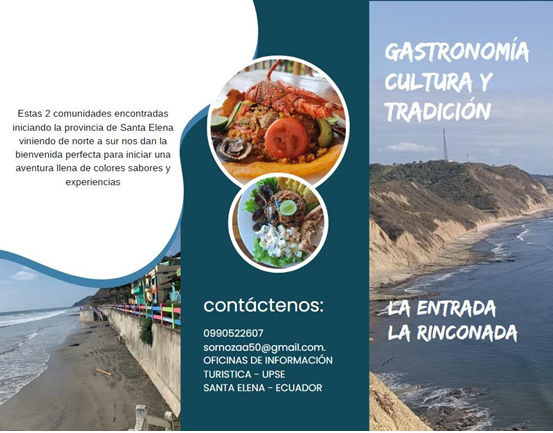 Estas 2 comunidades encontradas
iniciando la provincia de Santa Elena
viniendo de norte a sur nos dan la
bienvenida perfecta para iniciar una
aventura llena de colores sabores y
experiencias
contáctenos:
0990522607
sornozaa50@gmail.com.
OFICINAS DE INFORMACIÓN
TURISTICA - UPSE
SANTA ELENA - ECUADOR
GASTRONOMÍA
CULTURA Y
TRADICIÓN
LA ENTRADA
LA RINCONADA